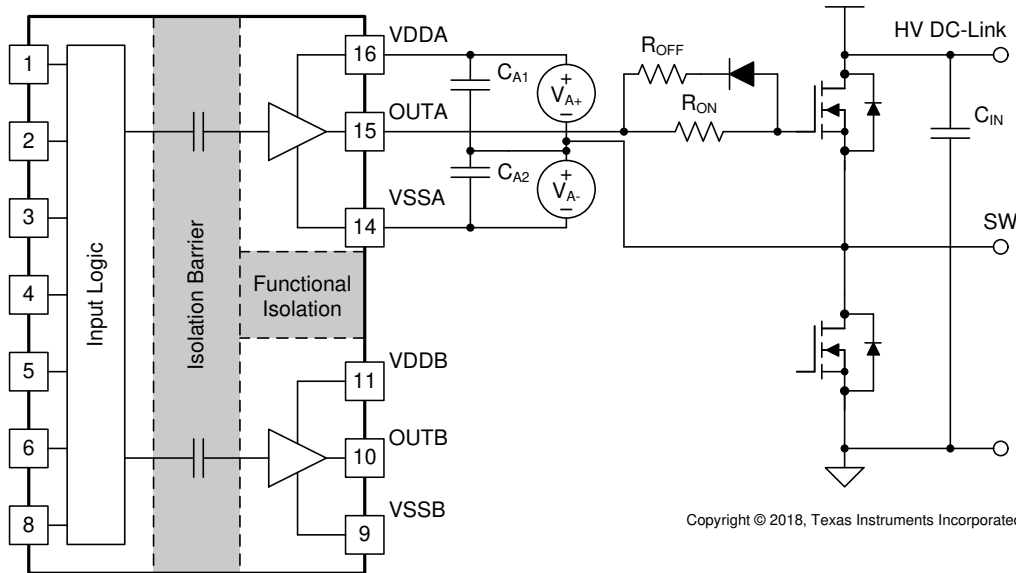 1
2
3
4
5
6
8
Input Logic
Isolation Barrier
Functional
Isolation
16
15
14
11
10
9
VDDA
OUTA
VSSA
VDDB
OUTB
VSSB
CA1
CA2
+
VA+
−
+
VA-
−
ROFF
RON
CIN
HV DC-Link
SW
Copyright © 2018, Texas Instruments Incorporated